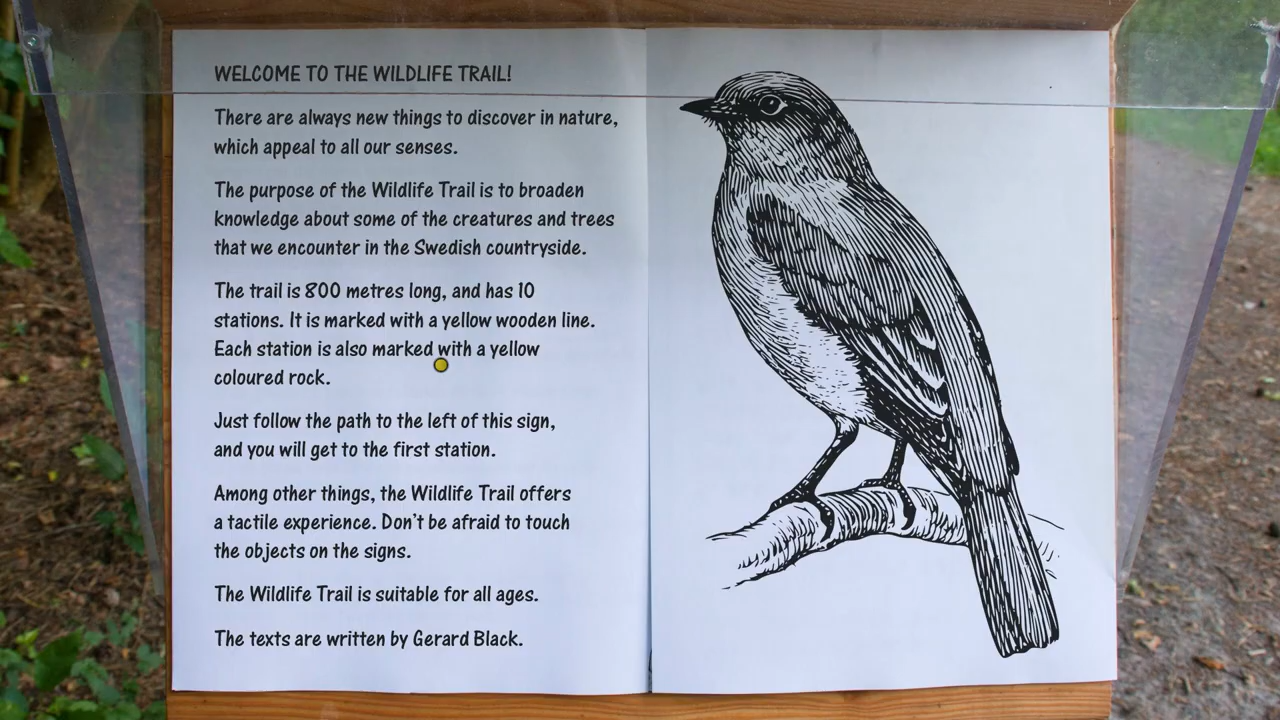 WELCOME TO THE WILDLIFE TRAIL!
There are always new things to discover in nature,
which appeal to all our senses.
The purpose of the Wildlife Trail is to broaden
knowledge about some of the creatures and trees
that we encounter in the Swedish countryside.
The trail is 800 metres long, and has 10
stations. It is marked with a yellow wooden line.
Each station is also marked with a yellow
coloured rock.
Just follow the path to the left of this sign,
and you will get to the first station.
Among other things, the Wildlife Trail offers
a tactile experience. Don't be afraid to touch
the objects on the signs.
The Wildlife Trail is suitable for all ages.
The texts are written by Gerard Black.